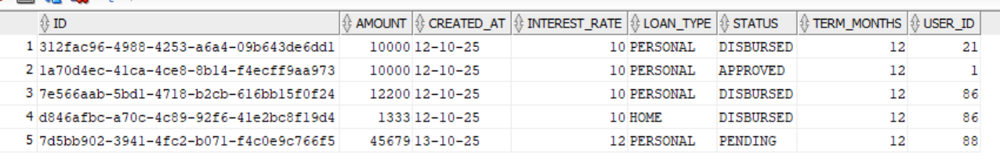 ID AMOUNT CREATED_AT INTEREST_RATE LOAN_TYPE STATUS TERM_MONTHS USER_ID
1 312fac96-4988-4253-a6a4-09b643de6dd1 10000 12-10-25 10 PERSONAL DISBURSED 12 21
2 1a70d4ec-41ca-4ce8-8b14-f4ecff9aa973 10000 12-10-25 10 PERSONAL APPROVED 12 1
3 7e566aab-5bd1-4718-b2cb-616bb15f0f24 12200 12-10-25 10 PERSONAL DISBURSED 12 86
4 d846afbc-a70c-4c89-92f6-41e2bc8f19d4 1333 12-10-25 10 HOME DISBURSED 12 86
5 7d5bb902-3941-4fc2-b071-f4c0e9c766f5 45679 13-10-25 12 PERSONAL PENDING 12 88